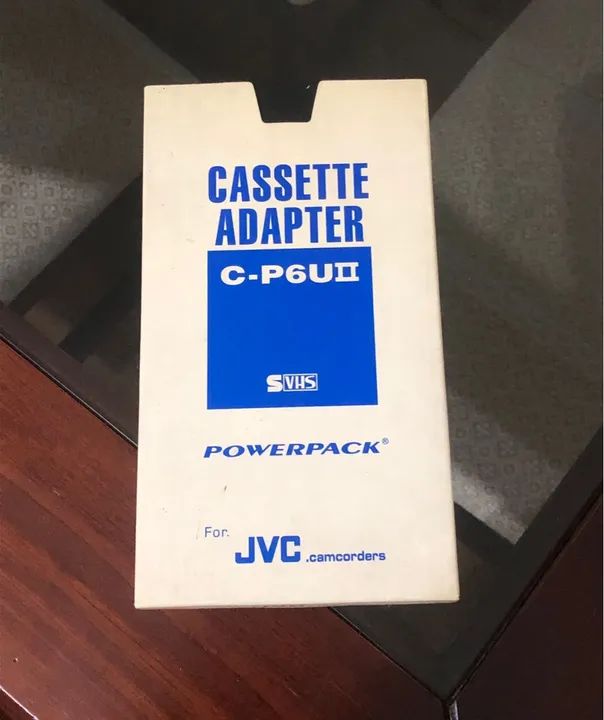 CASSETTE
ADAPTER
C-P6UII
SVHS
POWERPACK®
For.
JVC .camcorders